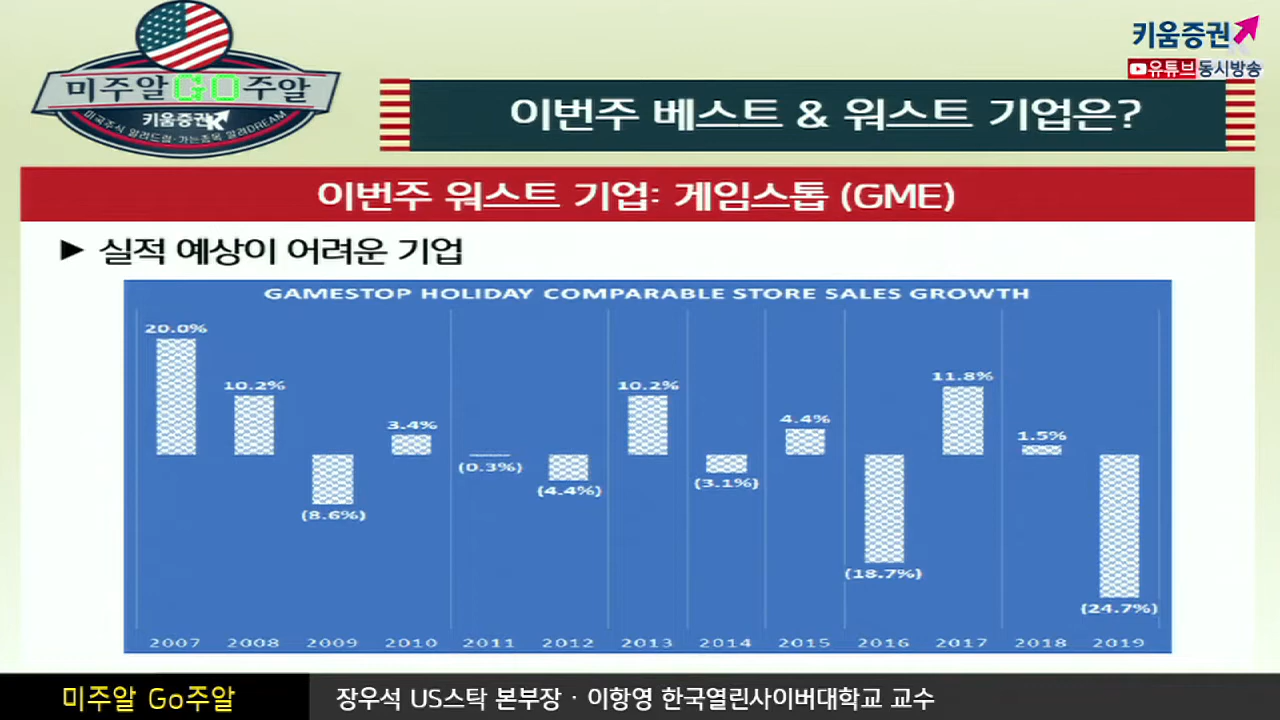 미주알GO주알
키움증권
미국주식 알려드림·가는종목 알려DREAM
키움증권
유튜브동시방송
이번주 베스트 & 워스트 기업은?
이번주 워스트 기업: 게임스톱 (GME)
► 실적 예상이 어려운 기업
GAMESTOP HOLIDAY COMPARABLE STORE SALES GROWTH
20.0% 10.2% (8.6%) 3.4% (0.3%) (4.4%) 10.2% (3.1%) 4.4% (18.7%) 11.8% 1.5% (24.7%)
2007 2008 2009 2010 2011 2012 2013 2014 2015 2016 2017 2018 2019
미주알 Go주알
장우석 US스탁 본부장 · 이항영 한국열린사이버대학교 교수